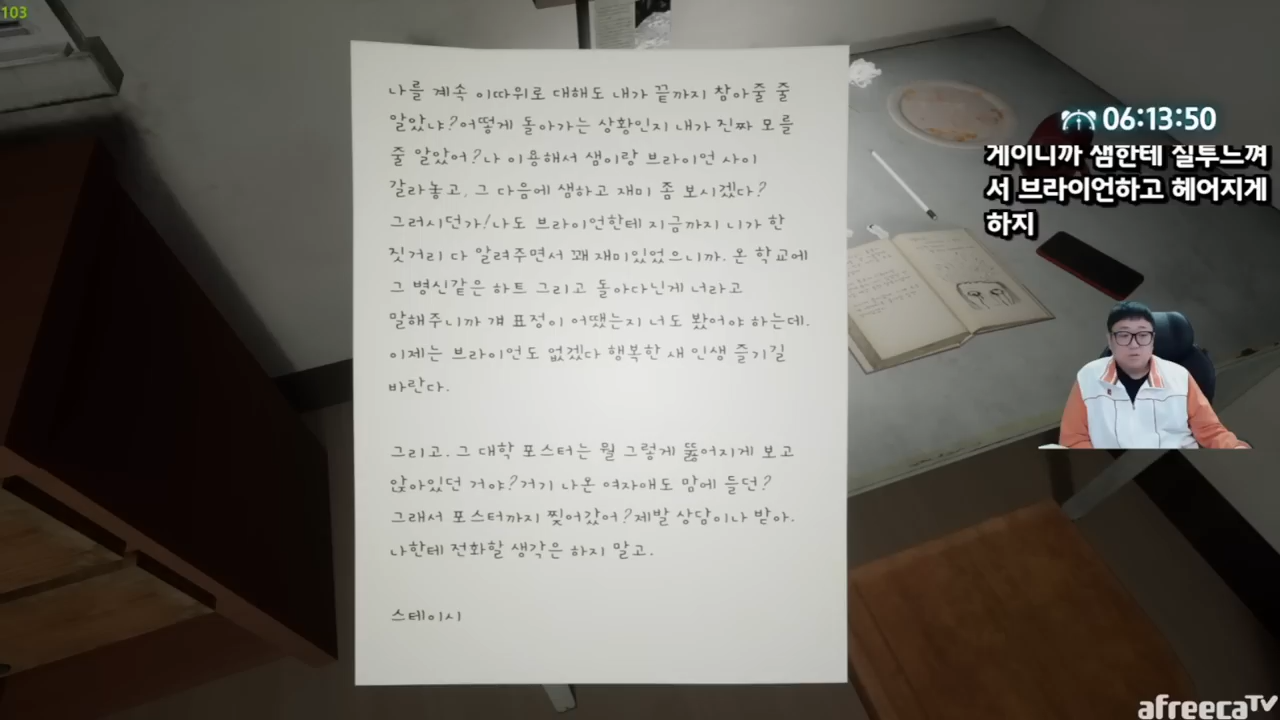 103
나를 계속 이따위로 대해도 내가 끝까지 참아줄 줄
알았냐?어떻게 돌아가는 상황인지 내가 진짜 모를
줄 알았어?나 이용해서 샘이랑 브라이언 사이
갈라놓고, 그 다음에 샘하고 재미 좀 보시겠다?
그러시던가!나도 브라이언한테 지금까지 니가 한
짓거리 다 알려주면서 꽤 재미있었으니까. 온 학교에
그 병신같은 하트 그리고 돌아다닌게 너라고
말해주니까 걔 표정이 어땠는지 너도 봤어야 하는데.
이제는 브라이언도 없겠다 행복한 새 인생 즐기길
바란다.
그리고. 그 대학 포스터는 뭘 그렇게 뚫어지게 보고
앉아있던 거야?거기 나온 여자애도 맘에 들던?
그래서 포스터까지 찢어갔어?제발 상담이나 받아.
나한테 전화할 생각은 하지 말고.
스테이시
06:13:50
게이니까 샘한테 질투느껴
서 브라이언하고 헤어지게
하지
afreecaTV